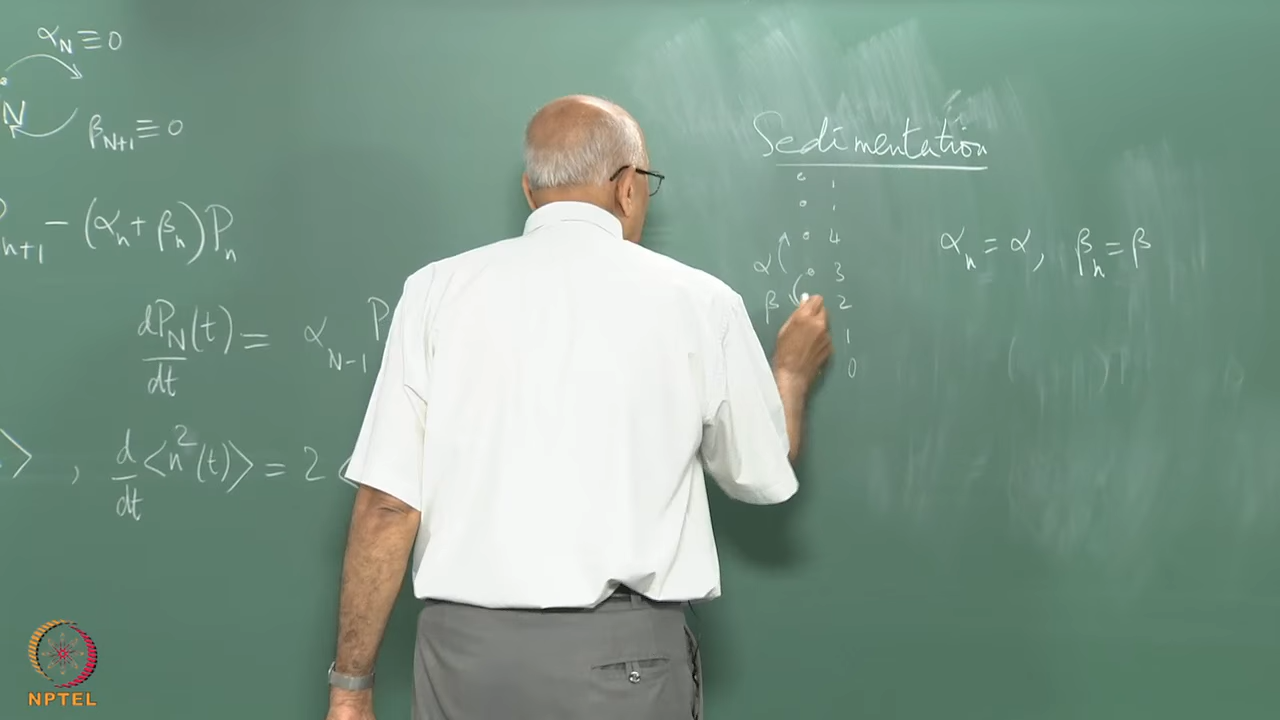 α_N ≡ 0
N
β_{N+1} ≡ 0
P_{n+1} - (α_n + β_n) P_n
dP_N(t)/dt = α_{N-1} P
⟩ , d/dt ⟨n²(t)⟩ = 2 ⟨
Sedimentation
4
α 3
β 2
1
0
α_n = α, β_n = β
NPTEL